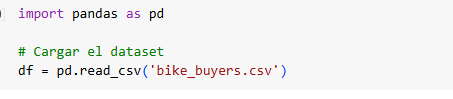 import pandas as pd
# Cargar el dataset
df = pd.read_csv('bike_buyers.csv')